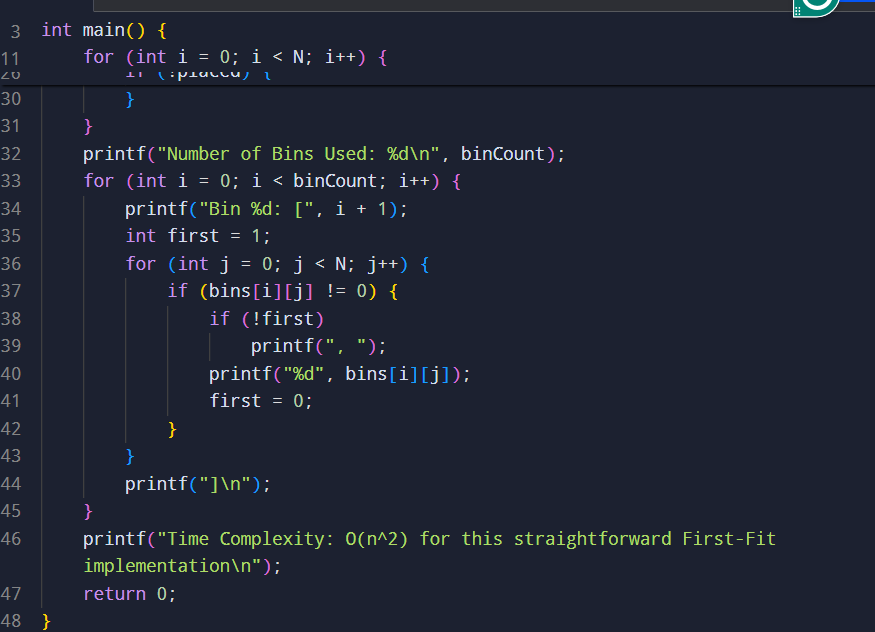 3 int main() {
11 for (int i = 0; i < N; i++) {
26 if (!placed) {
30 }
31 }
32 printf("Number of Bins Used: %d\n", binCount);
33 for (int i = 0; i < binCount; i++) {
34 printf("Bin %d: [", i + 1);
35 int first = 1;
36 for (int j = 0; j < N; j++) {
37 if (bins[i][j] != 0) {
38 if (!first)
39 printf(", ");
40 printf("%d", bins[i][j]);
41 first = 0;
42 }
43 }
44 printf("]\n");
45 }
46 printf("Time Complexity: O(n^2) for this straightforward First-Fit
implementation\n");
47 return 0;
48 }